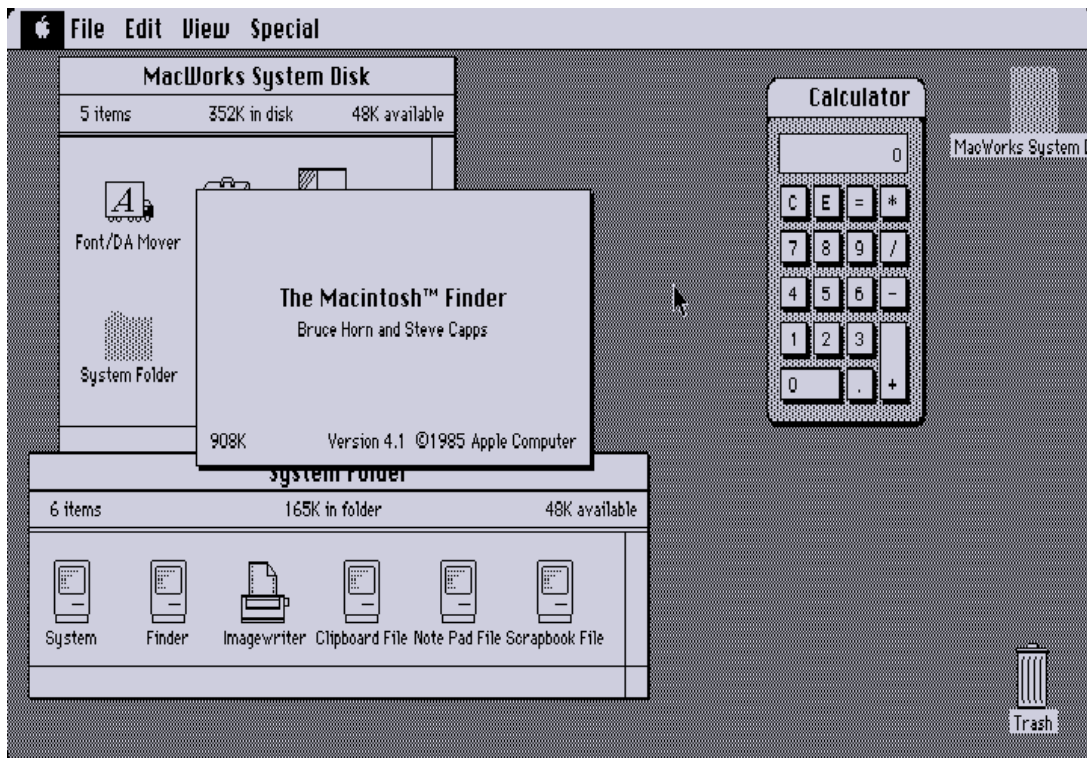 File Edit View Special
MacWorks System Disk
5 items 352K in disk 48K available
Font/DA Mover
System Folder
The Macintosh™ Finder
Bruce Horn and Steve Capps
908K Version 4.1 ©1985 Apple Computer
System Folder
6 items 165K in folder 48K available
System Finder Imagewriter Clipboard File Note Pad File Scrapbook File
Calculator
0
C E = *
7 8 9 /
4 5 6 -
1 2 3
0 . +
MacWorks System D
Trash